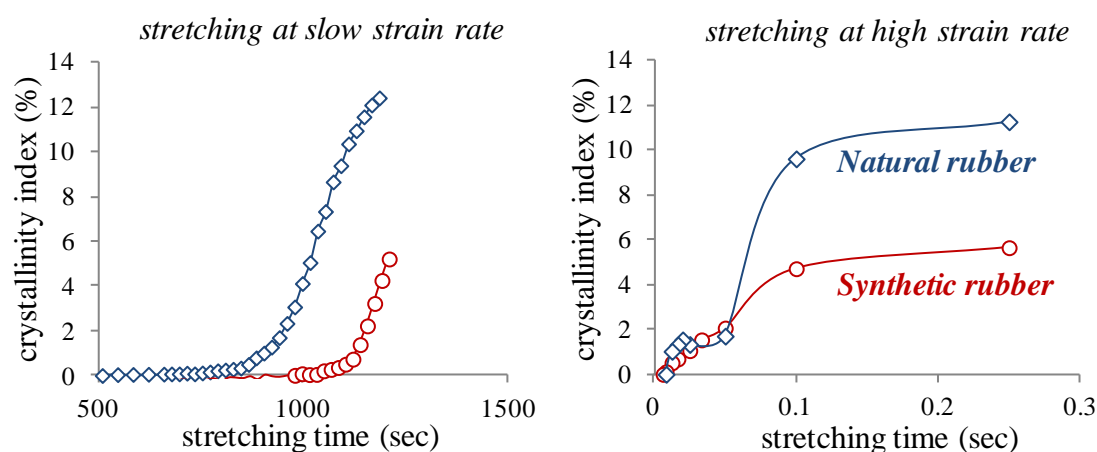 stretching at slow strain rate
crystallinity index (%)
14
12
10
8
6
4
2
0
500
1000
1500
stretching time (sec)
stretching at high strain rate
crystallinity index (%)
14
12
10
8
6
4
2
0
Natural rubber
Synthetic rubber
0
0.1
0.2
0.3
stretching time (sec)